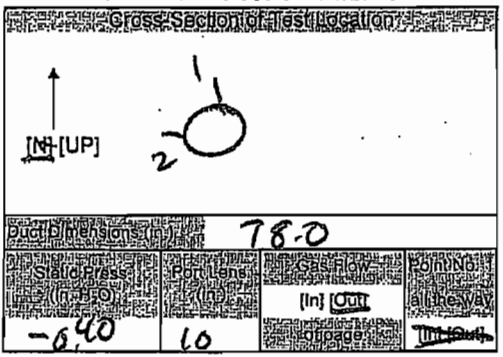 Cross-Section of Test Location
1
[N] [UP]
2
Duct Dimensions (in.) 78.0
Static Press Port Lens Gas Flow Point No. 1
(In. H2O) (In.) [In] [Out] all the way
-0.40 10 of page [In] [Out]